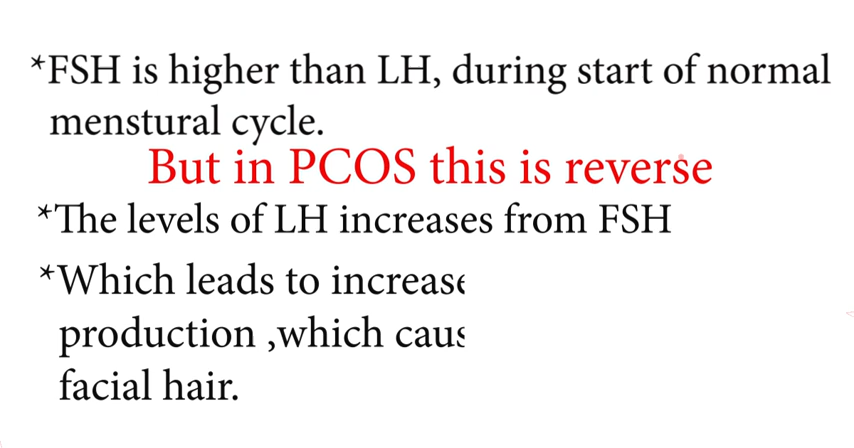 *FSH is higher than LH, during start of normal
menstural cycle.
But in PCOS this is reverse
*The levels of LH increases from FSH
*Which leads to increase
production ,which caus
facial hair.